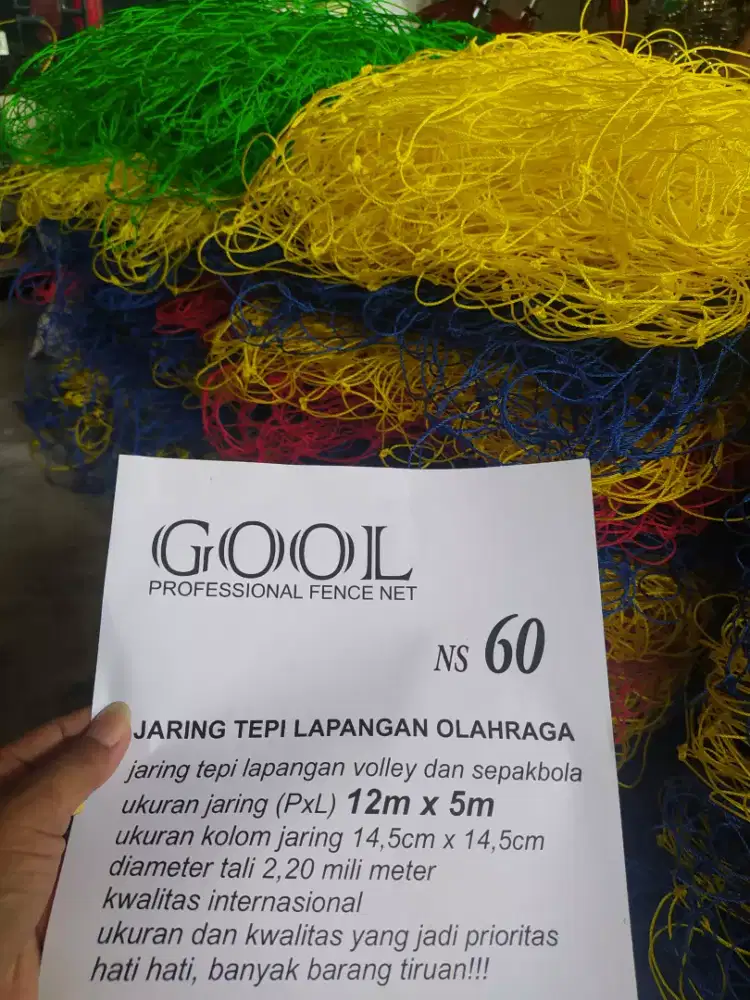 GOOL
PROFESSIONAL FENCE NET
NS 60
JARING TEPI LAPANGAN OLAHRAGA
jaring tepi lapangan volley dan sepakbola
ukuran jaring (PxL) 12m x 5m
ukuran kolom jaring 14,5cm x 14,5cm
diameter tali 2,20 mili meter
kwalitas internasional
ukuran dan kwalitas yang jadi prioritas
hati hati, banyak barang tiruan!!!